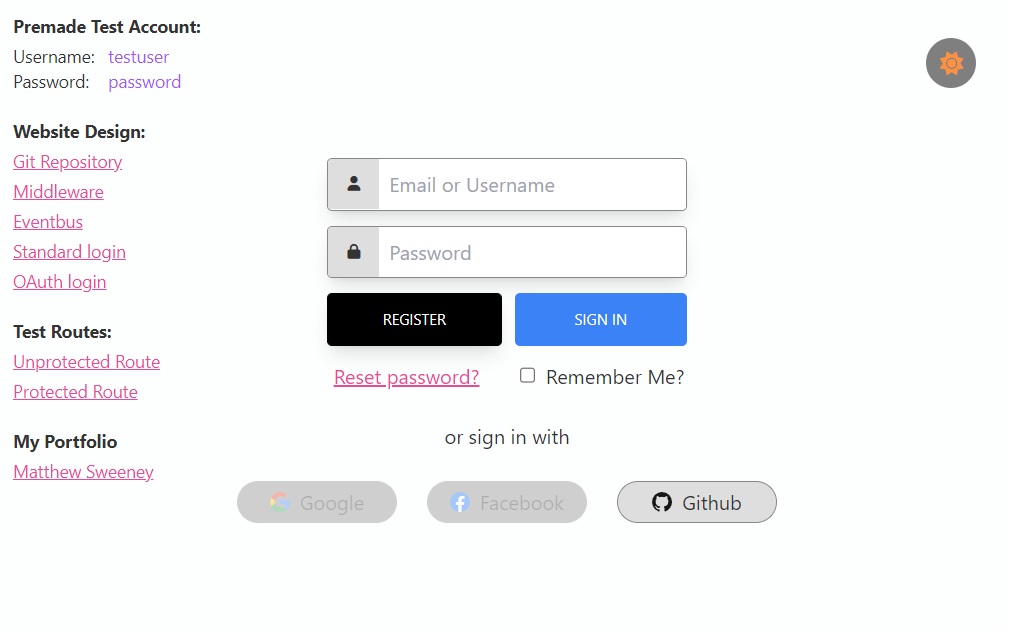 Premade Test Account:
Username: testuser
Password: password
Website Design:
Git Repository
Middleware
Eventbus
Standard login
OAuth login
Test Routes:
Unprotected Route
Protected Route
My Portfolio
Matthew Sweeney
Email or Username
Password
REGISTER SIGN IN
Reset password? Remember Me?
or sign in with
Google Facebook Github